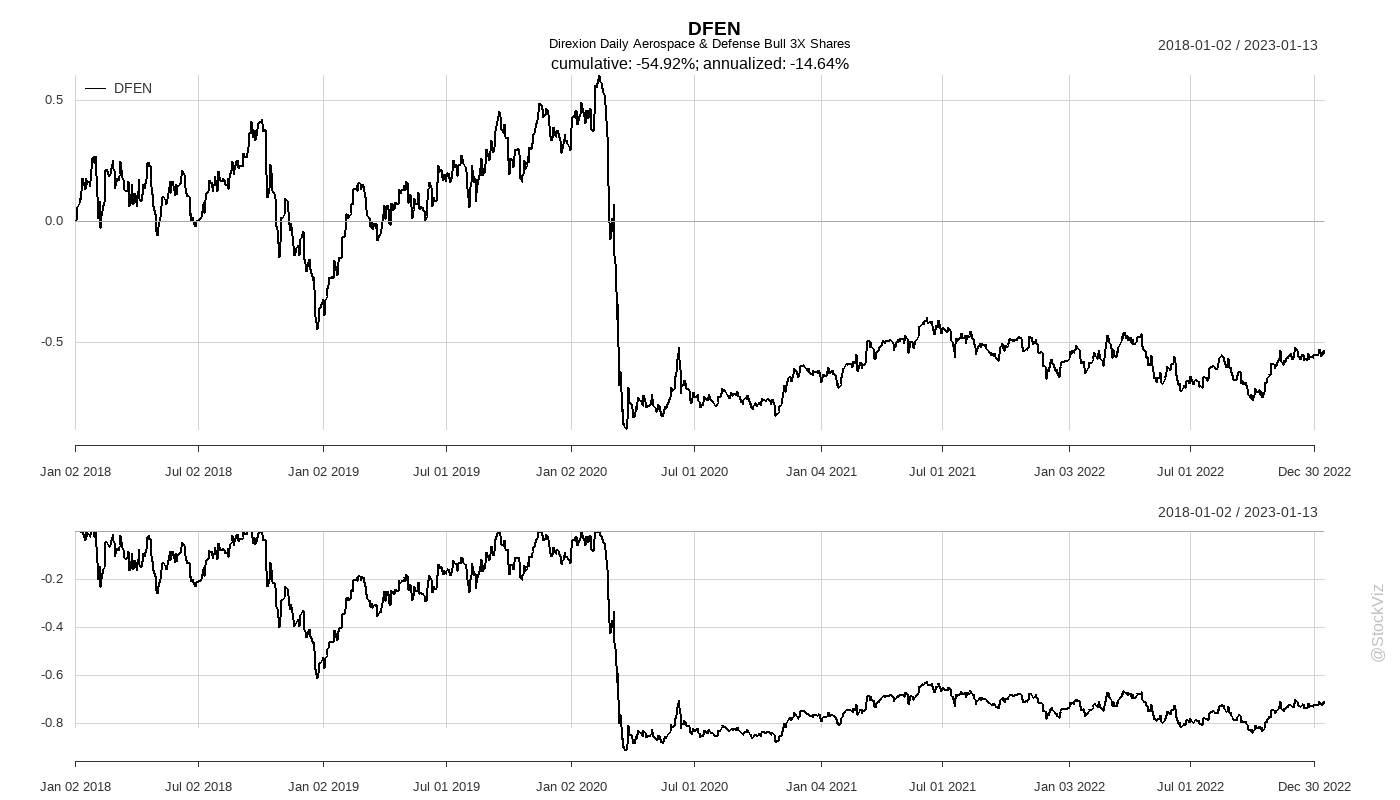 DFEN
Direxion Daily Aerospace & Defense Bull 3X Shares
2018-01-02 / 2023-01-13
cumulative: -54.92%; annualized: -14.64%
DFEN
0.5
0.0
-0.5
Jan 02 2018 Jul 02 2018 Jan 02 2019 Jul 01 2019 Jan 02 2020 Jul 01 2020 Jan 04 2021 Jul 01 2021 Jan 03 2022 Jul 01 2022 Dec 30 2022
2018-01-02 / 2023-01-13
-0.2
-0.4
-0.6
-0.8
Jan 02 2018 Jul 02 2018 Jan 02 2019 Jul 01 2019 Jan 02 2020 Jul 01 2020 Jan 04 2021 Jul 01 2021 Jan 03 2022 Jul 01 2022 Dec 30 2022
@StockViz